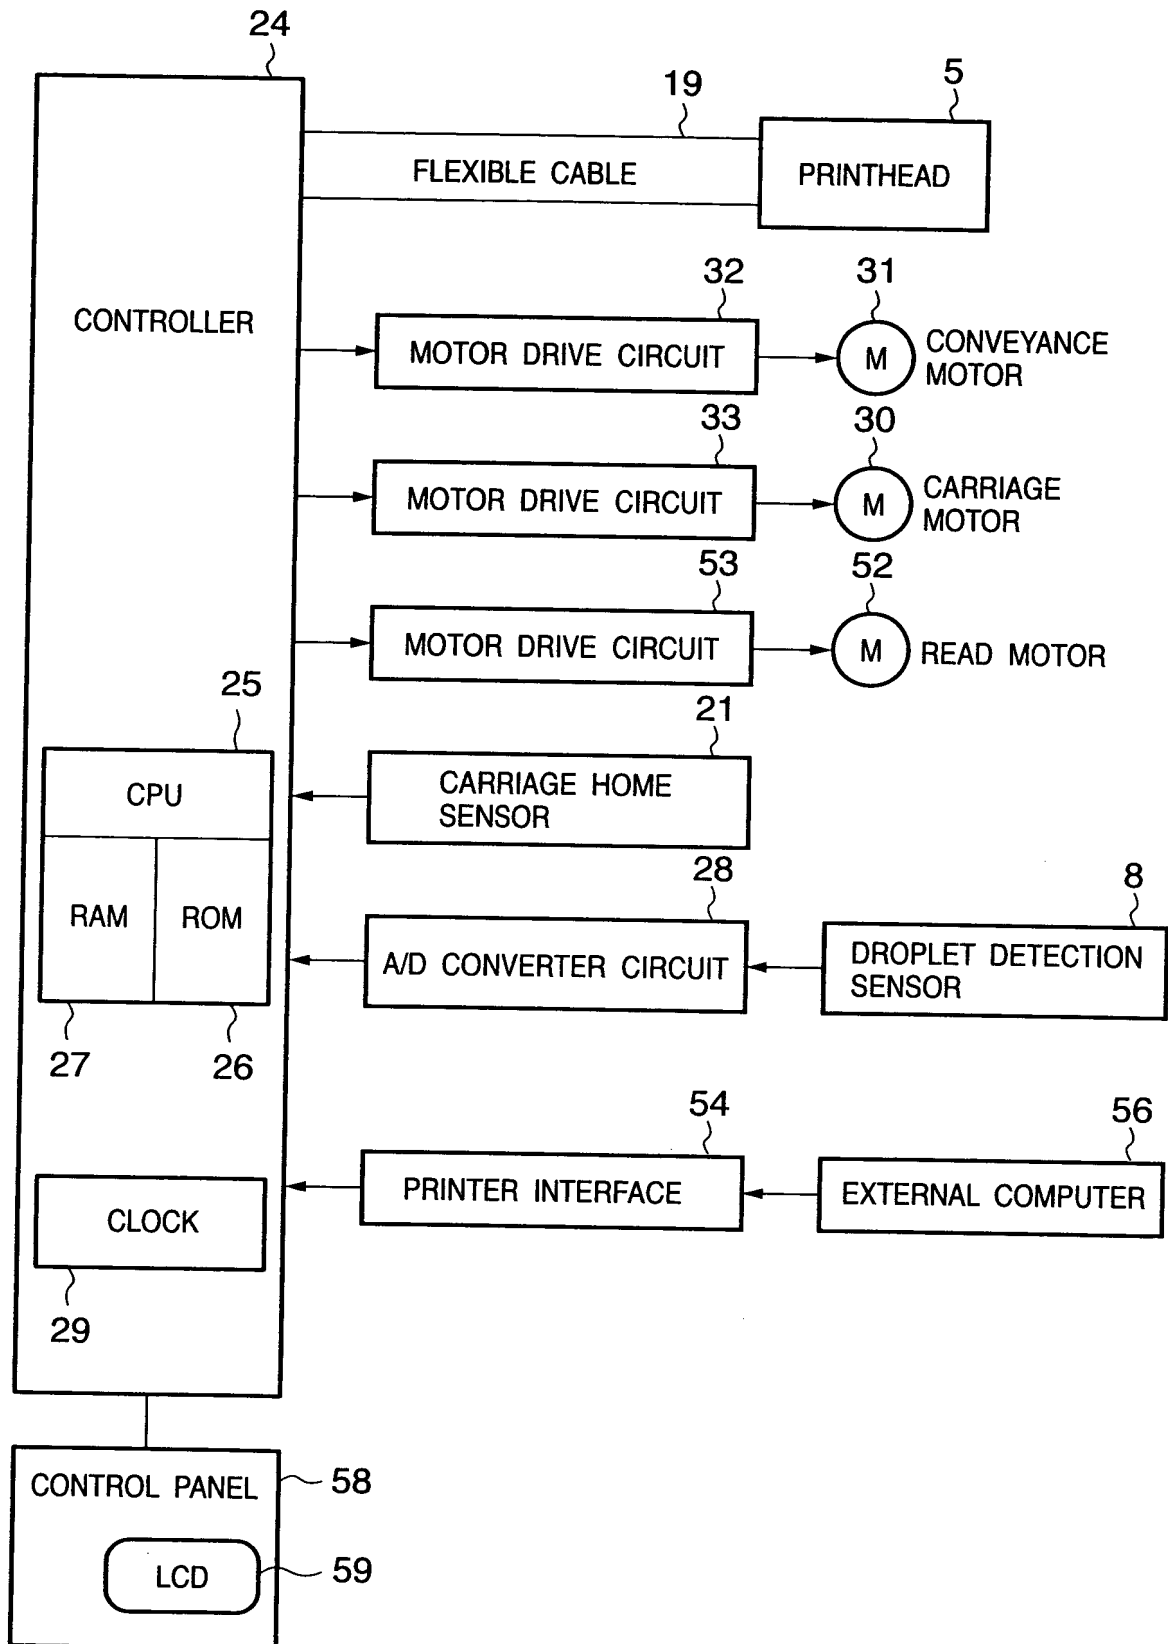 24
19
5
FLEXIBLE CABLE
PRINTHEAD
CONTROLLER
32
31
MOTOR DRIVE CIRCUIT
M
CONVEYANCE
MOTOR
33
30
MOTOR DRIVE CIRCUIT
M
CARRIAGE
MOTOR
53
52
MOTOR DRIVE CIRCUIT
M
READ MOTOR
25
21
CPU
CARRIAGE HOME
SENSOR
RAM
ROM
28
8
A/D CONVERTER CIRCUIT
DROPLET DETECTION
SENSOR
27
26
54
56
PRINTER INTERFACE
EXTERNAL COMPUTER
CLOCK
29
CONTROL PANEL
58
LCD
59